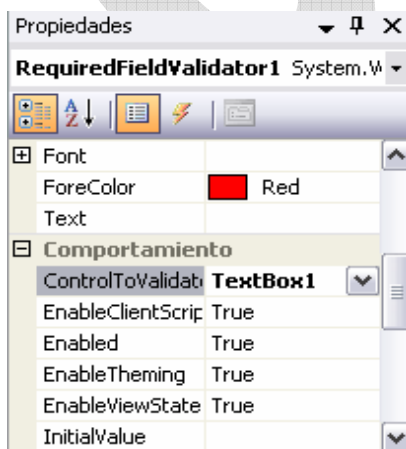 Propiedades
RequiredFieldValidator1 System.W
Font
ForeColor Red
Text
Comportamiento
ControlToValidat TextBox1
EnableClientScrip True
Enabled True
EnableTheming True
EnableViewState True
InitialValue